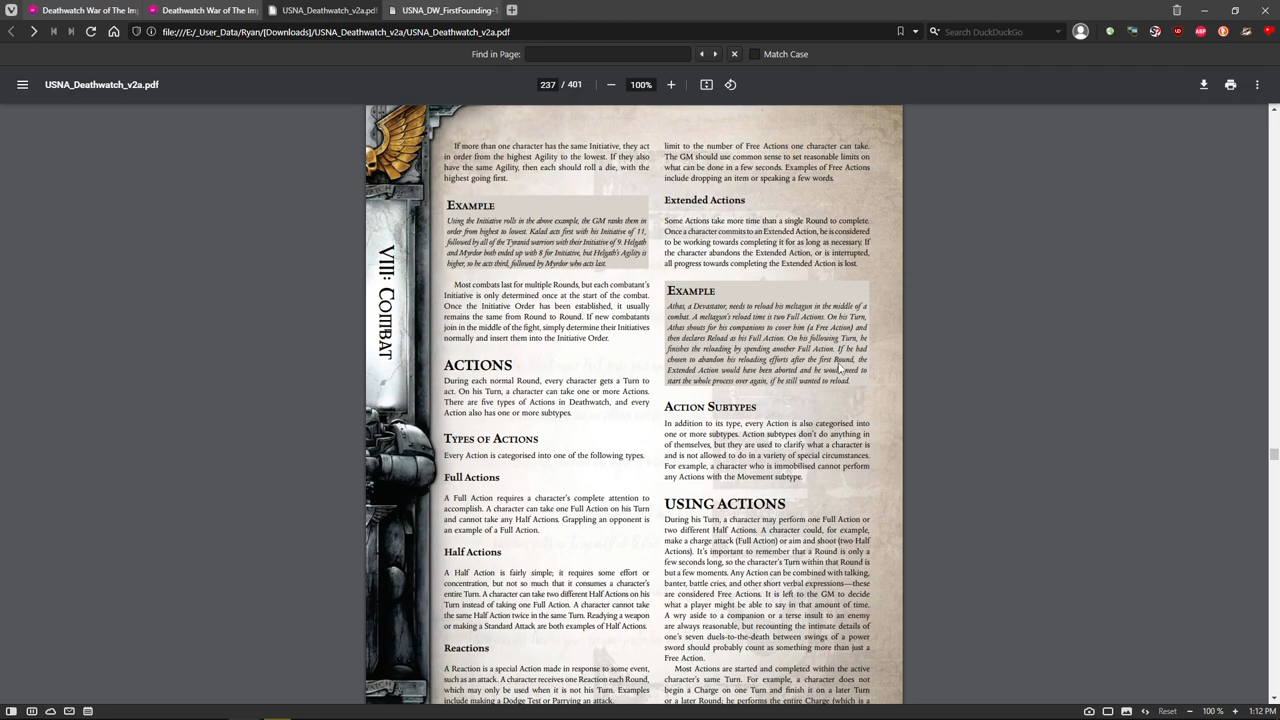 Deathwatch War of The Im
Deathwatch War of The Im
USNA_Deathwatch_v2a.pdf
USNA_DW_FirstFounding-1
file:///E:/_User_Data/Ryan/[Downloads]/USNA_Deathwatch_v2a/USNA_Deathwatch_v2a.pdf
Search DuckDuckGo
Find in Page:
Match Case
USNA_Deathwatch_v2a.pdf
237 / 401
100%
VIII: Combat
If more than one character has the same Initiative, they act
in order from the highest Agility to the lowest. If they also
have the same Agility, then each should roll a die, with the
highest going first.
Example
Using the Initiative rolls in the above example, the GM ranks them in
order from highest to lowest. Kalad acts first with his Initiative of 11,
followed by all of the Tyranid warriors with their Initiative of 9. Helgath
and Myrdor both ended up with 8 for Initiative, but Helgath's Agility is
higher, so he acts third, followed by Myrdor who acts last.
Most combats last for multiple Rounds, but each combatant's
Initiative is only determined once at the start of the combat.
Once the Initiative Order has been established, it usually
remains the same from Round to Round. If new combatants
join in the middle of the fight, simply determine their Initiatives
normally and insert them into the Initiative Order.
ACTIONS
During each normal Round, every character gets a Turn to
act. On his Turn, a character can take one or more Actions.
There are five types of Actions in Deathwatch, and every
Action also has one or more subtypes.
Types of Actions
Every Action is categorised into one of the following types.
Full Actions
A Full Action requires a character's complete attention to
accomplish. A character can take one Full Action on his Turn
and cannot take any Half Actions. Grappling an opponent is
an example of a Full Action.
Half Actions
A Half Action is fairly simple; it requires some effort or
concentration, but not so much that it consumes a character's
entire Turn. A character can take two different Half Actions on his
Turn instead of taking one Full Action. A character cannot take
the same Half Action twice in the same Turn. Readying a weapon
or making a Standard Attack are both examples of Half Actions.
Reactions
A Reaction is a special Action made in response to some event,
such as an attack. A character receives one Reaction each Round,
which may only be used when it is not his Turn. Examples
include making a Dodge Test or Parrying an attack.
limit to the number of Free Actions one character can take.
The GM should use common sense to set reasonable limits on
what can be done in a few seconds. Examples of Free Actions
include dropping an item or speaking a few words.
Extended Actions
Some Actions take more time than a single Round to complete.
Once a character commits to an Extended Action, he is considered
to be working towards completing it for as long as necessary. If
the character abandons the Extended Action, or is interrupted,
all progress towards completing the Extended Action is lost.
Example
Athas, a Devastator, needs to reload his meltagun in the middle of a
combat. A meltagun's reload time is two Full Actions. On his Turn,
Athas shouts for his companions to cover him (a Free Action) and
then declares Reload as his Full Action. On his following Turn, he
finishes the reloading by spending another Full Action. If he had
chosen to abandon his reloading efforts after the first Round, the
Extended Action would have been aborted and he would need to
start the whole process over again, if he still wanted to reload.
Action Subtypes
In addition to its type, every Action is also categorised into
one or more subtypes. Action subtypes don't do anything in
of themselves, but they are used to clarify what a character is
and is not allowed to do in a variety of special circumstances.
For example, a character who is immobilised cannot perform
any Actions with the Movement subtype.
USING ACTIONS
During his Turn, a character may perform one Full Action or
two different Half Actions. A character could, for example,
make a charge attack (Full Action) or aim and shoot (two Half
Actions). It's important to remember that a Round is only a
few seconds long, so the character's Turn within that Round is
but a few moments. Any Action can be combined with talking,
banter, battle cries, and other short verbal expressions—these
are considered Free Actions. It is left to the GM to decide
what a player might be able to say in that amount of time.
A wry aside to a companion or a terse insult to an enemy
are always reasonable, but recounting the intimate details of
one's seven duels-to-the-death between swings of a power
sword should probably count as something more than just a
Free Action.
Most Actions are started and completed within the active
character's same Turn. For example, a character does not
begin a Charge on one Turn and finish it on a later Turn
or a later Round; he performs the entire Charge (which is a
Reset
100 %
1:12 PM